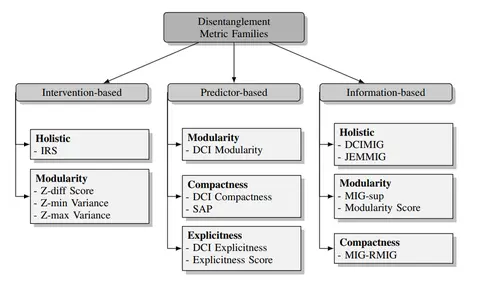 Disentanglement
Metric Families
Intervention-based
Predictor-based
Information-based
Holistic
- IRS
Modularity
- Z-diff Score
- Z-min Variance
- Z-max Variance
Modularity
- DCI Modularity
Compactness
- DCI Compactness
- SAP
Explicitness
- DCI Explicitness
- Explicitness Score
Holistic
- DCIMIG
- JEMMIG
Modularity
- MIG-sup
- Modularity Score
Compactness
- MIG-RMIG